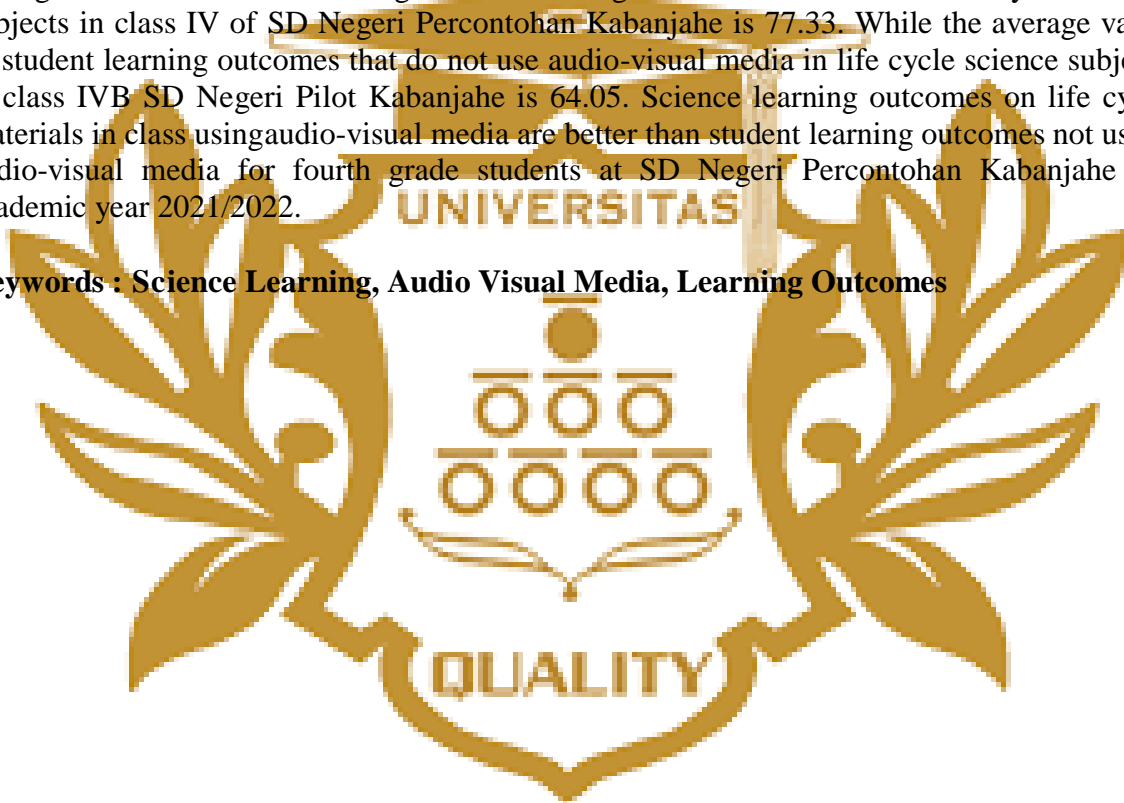 bjects in class IV of SD Negeri Percontohan Kabanjahe is 77.33. While the average va
student learning outcomes that do not use audio-visual media in life cycle science subje
class IVB SD Negeri Pilot Kabanjahe is 64.05. Science learning outcomes on life cy
aterials in class usingaudio-visual media are better than student learning outcomes not us
dio-visual media for fourth grade students at SD Negeri Percontohan Kabanjahe
ademic year 2021/2022.
UNIVERSITAS
eywords : Science Learning, Audio Visual Media, Learning Outcomes
QUALITY